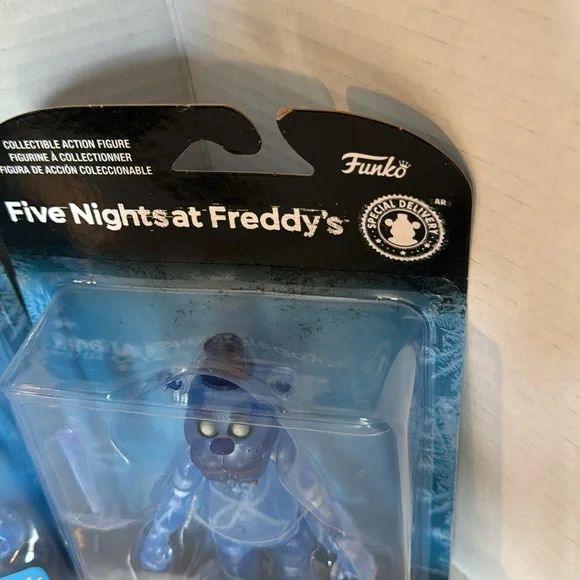 COLLECTIBLE ACTION FIGURE
FIGURINE À COLLECTIONNER
FIGURA DE ACCIÓN COLECCIONABLE
Funko
Five Nights at Freddy's
SPECIAL DELIVERY
AR